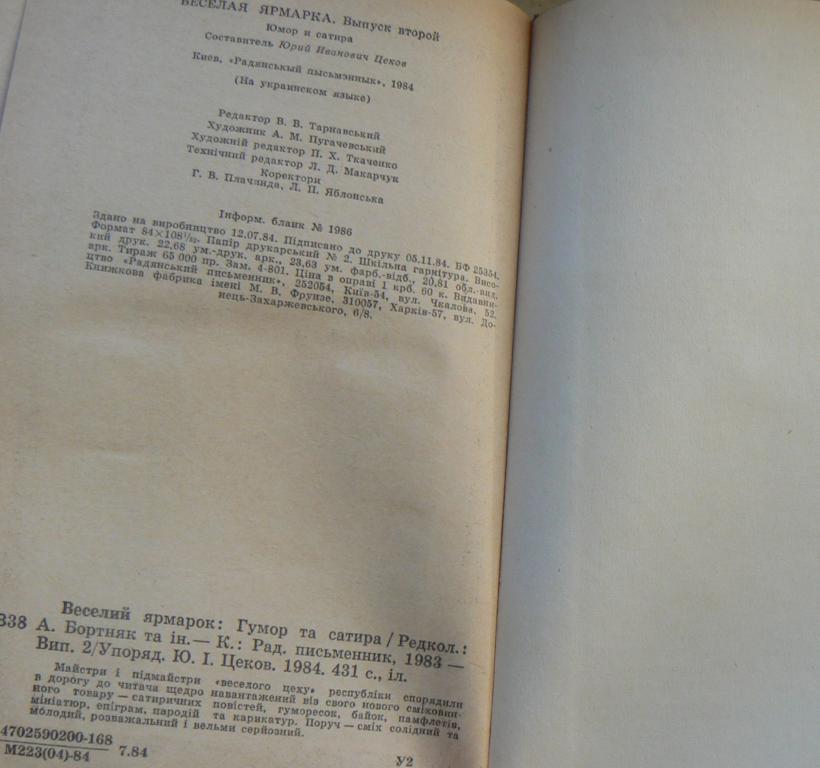 ВЕСЕЛАЯ ЯРМАРКА. Выпуск второй
Юмор и сатира
Составитель Юрий Иванович Цеков
Киев, «Радянськый пысьмэннык», 1984
(На украинском языке)
Редактор В. В. Тарнавський
Художник А. М. Пугачевський
Художній редактор П. Х. Ткаченко
Технічний редактор Л. Д. Макарчук
Коректори
Г. В. Плачинда, Л. П. Яблонська
Інформ. бланк № 1986
Здано на виробництво 12.07.84. Підписано до друку 05.11.84. БФ 25354.
Формат 84×108¹/₃₂. Папір друкарський № 2. Шкільна гарнітура. Висо-
кий друк. 22,68 ум.-друк. арк., 23,63 ум. фарб.-відб., 20,81 обл.-вид.
арк. Тираж 65 000 пр. Зам. 4-801. Ціна в оправі 1 крб. 60 к. Видавни-
цтво «Радянський письменник», 252054, Київ-54, вул. Чкалова, 52.
Книжкова фабрика імені М. В. Фрунзе, 310057, Харків-57, вул. До-
нець-Захаржевського, 6/8.
Веселий ярмарок: Гумор та сатира / Редкол.:
838 А. Бортняк та ін.— К.: Рад. письменник, 1983 —
Вип. 2/Упоряд. Ю. І. Цеков. 1984. 431 с., іл.
Майстри і підмайстри «веселого цеху» республіки спорядили
в дорогу до читача щедро навантажений віз свого нового сміховин-
ного товару — сатиричних повістей, гуморесок, байок, памфлетів,
мініатюр, епіграм, пародій та карикатур. Поруч — сміх солідний та
молодий, розважальний і вельми серйозний.
4702590200-168
М223(04)-84 7.84
У2